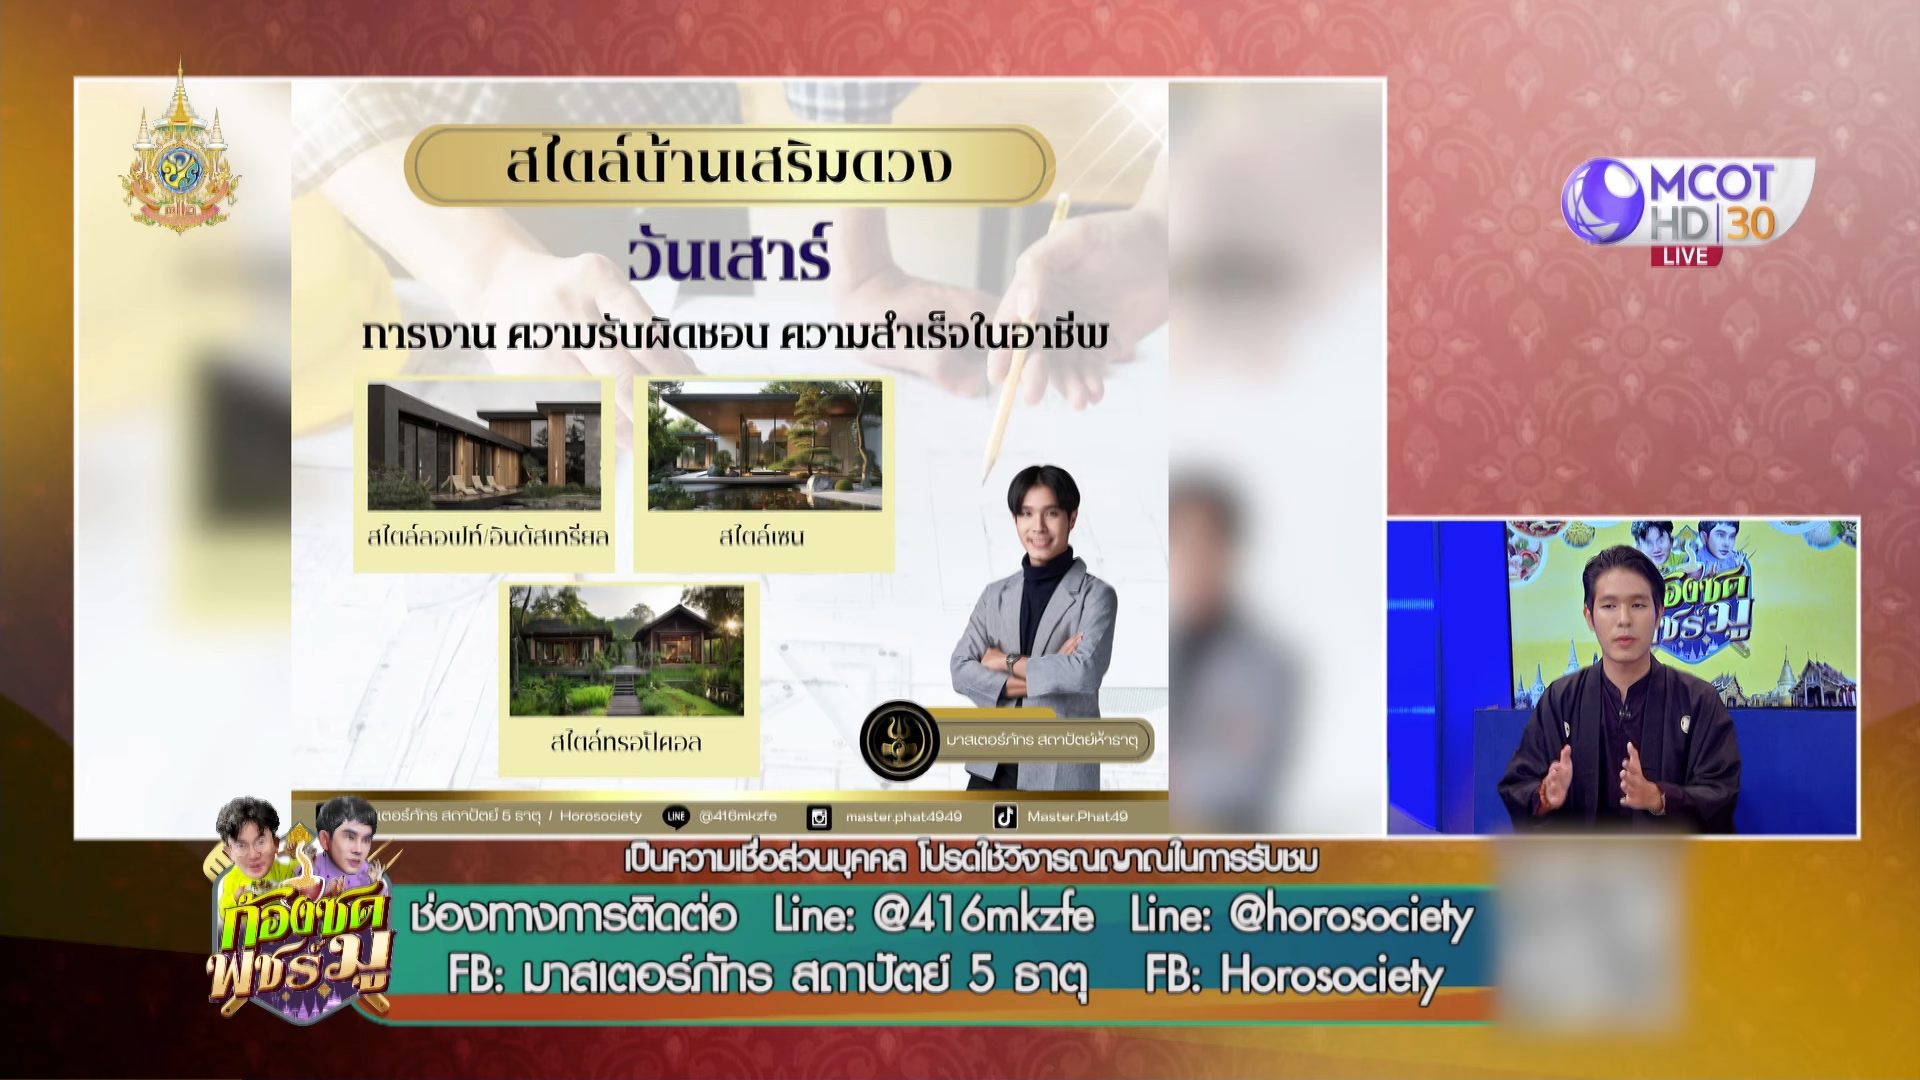 สไตล์บ้านเสริมดวง
วันเสาร์
การงาน ความรับผิดชอบ ความสำเร็จในอาชีพ
สไตล์ลอฟท์/อินดัสเทรียล
สไตล์เซน
สไตล์ทรอปิคอล
มาสเตอร์ภัทร สถาปัตย์ห้าธาตุ
เตอร์ภัทร สถาปัตย์ 5 ธาตุ / Horosociety LINE @416mkzfe master.phat4949 Master.Phat49
MCOT
HD 30
LIVE
ก้องซด
พชร์มู
เป็นความเชื่อส่วนบุคคล โปรดใช้วิจารณญาณในการรับชม
ช่องทางการติดต่อ Line: @416mkzfe Line: @horosociety
FB: มาสเตอร์ภัทร สถาปัตย์ 5 ธาตุ FB: Horosociety